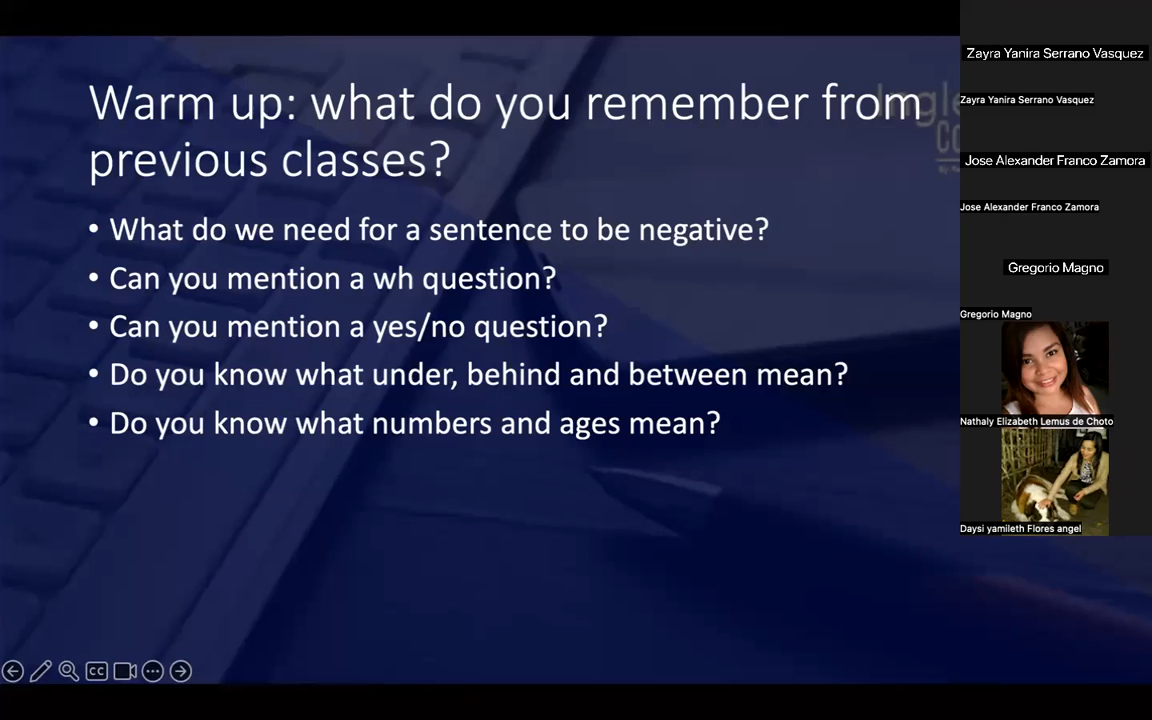 Warm up: what do you remember from
previous classes?
• What do we need for a sentence to be negative?
• Can you mention a wh question?
• Can you mention a yes/no question?
• Do you know what under, behind and between mean?
• Do you know what numbers and ages mean?
CC
Zayra Yanira Serrano Vasquez
Zayra Yanira Serrano Vasquez
Jose Alexander Franco Zamora
Jose Alexander Franco Zamora
Gregorio Magno
Gregorio Magno
Nathaly Elizabeth Lemus de Choto
Daysi yamileth Flores angel